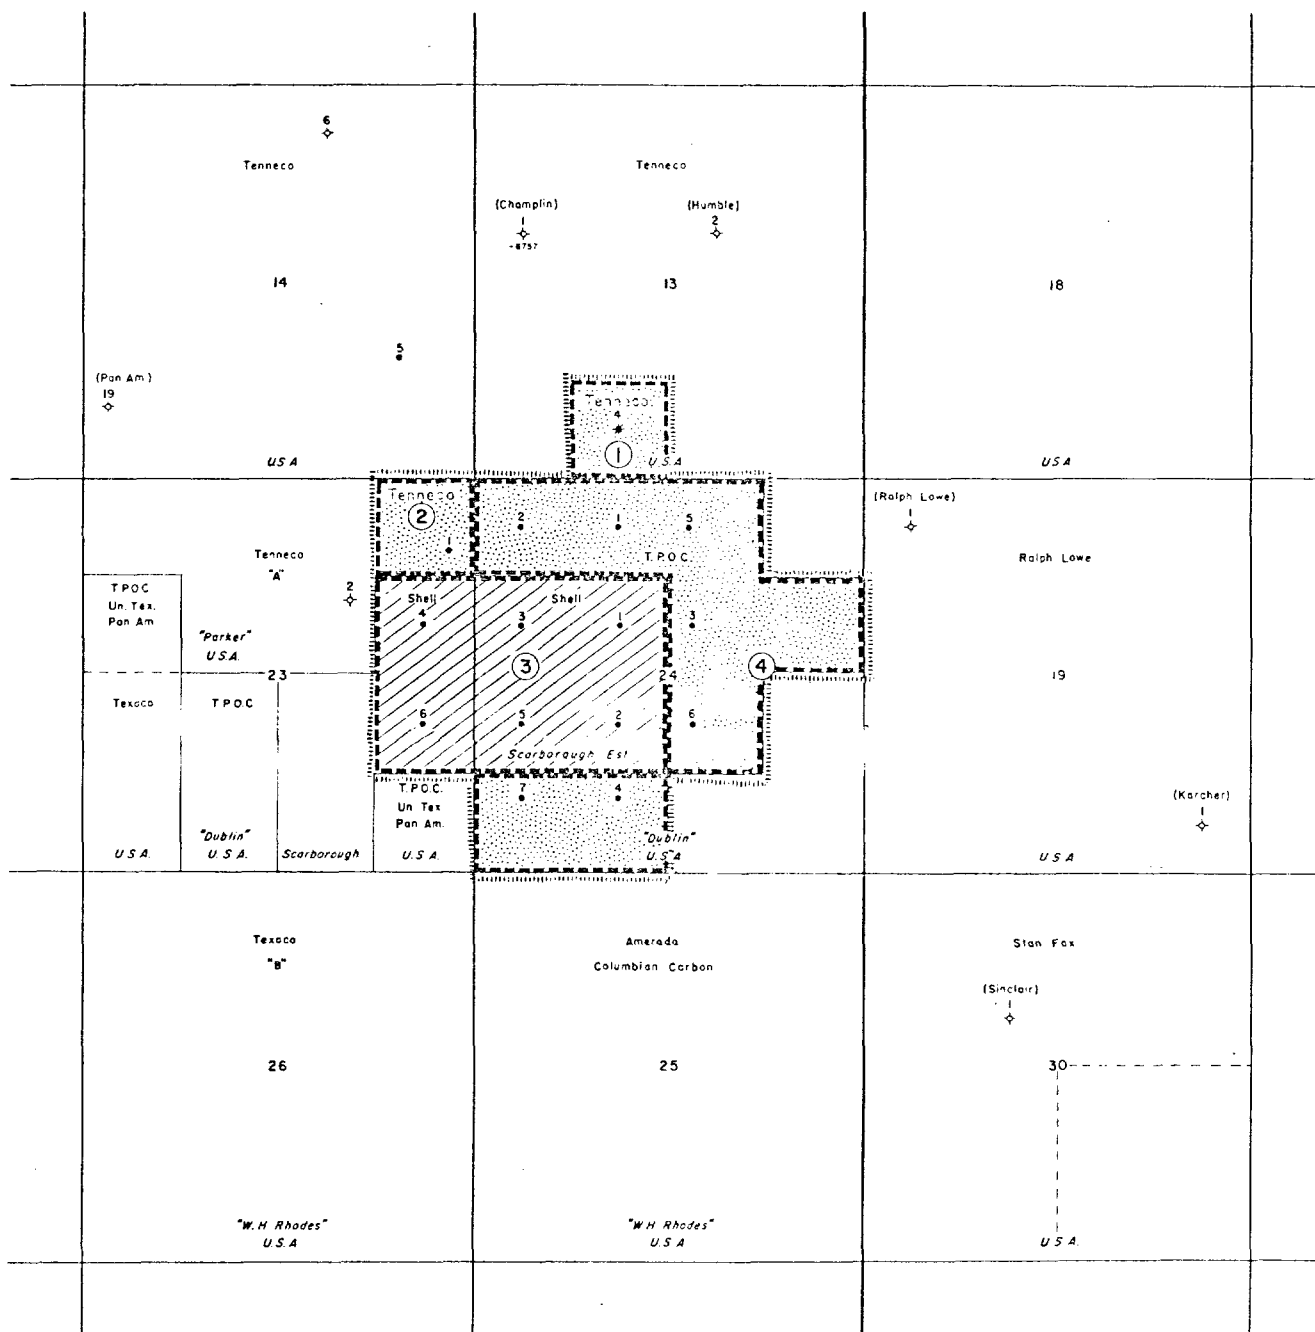 6
Tenneco
Tenneco
(Champlin)
1
-8757
(Humble)
2
14
13
18
5
(Pan Am)
19
Tenneco
4
1
USA
U.S.A
USA
Tenneco
2
1
2
1
5
T.P.O.C.
(Ralph Lowe)
1
Ralph Lowe
Tenneco
"A"
2
T.P.O.C
Un. Tex.
Pan Am
"Parker"
U.S.A.
Shell
4
Shell
3
1
3
3
4
23
24
19
Texaco
T.P.O.C
6
5
2
6
Scarborough Est
T.P.O.C.
Un Tex
Pan Am.
7
4
(Karcher)
1
"Dublin"
"Dublin"
U.S.A.
U.S.A.
Scarborough
U.S.A.
U.S.A
U.S.A
Texaco
"B"
Amerada
Columbian Carbon
Stan Fox
(Sinclair)
1
26
25
30
"W.H Rhodes"
U.S.A
"W.H Rhodes"
U.S.A
U.S.A.